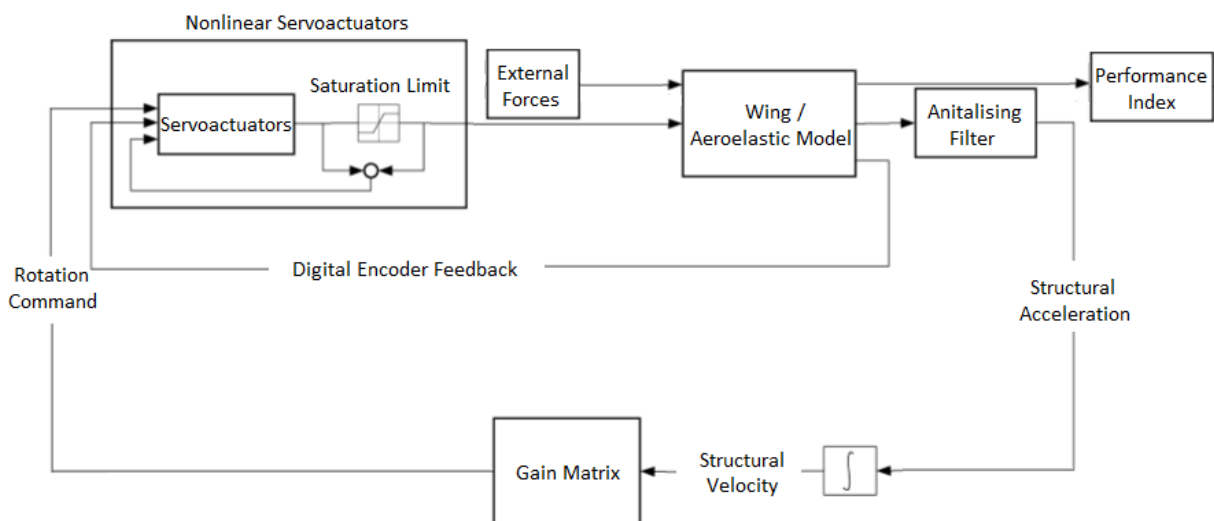 Nonlinear Servoactuators
Saturation Limit
Servoactuators
External
Forces
Wing /
Aeroelastic Model
Performance
Index
Anitalising
Filter
Digital Encoder Feedback
Rotation
Command
Structural
Acceleration
Gain Matrix
Structural
Velocity
∫